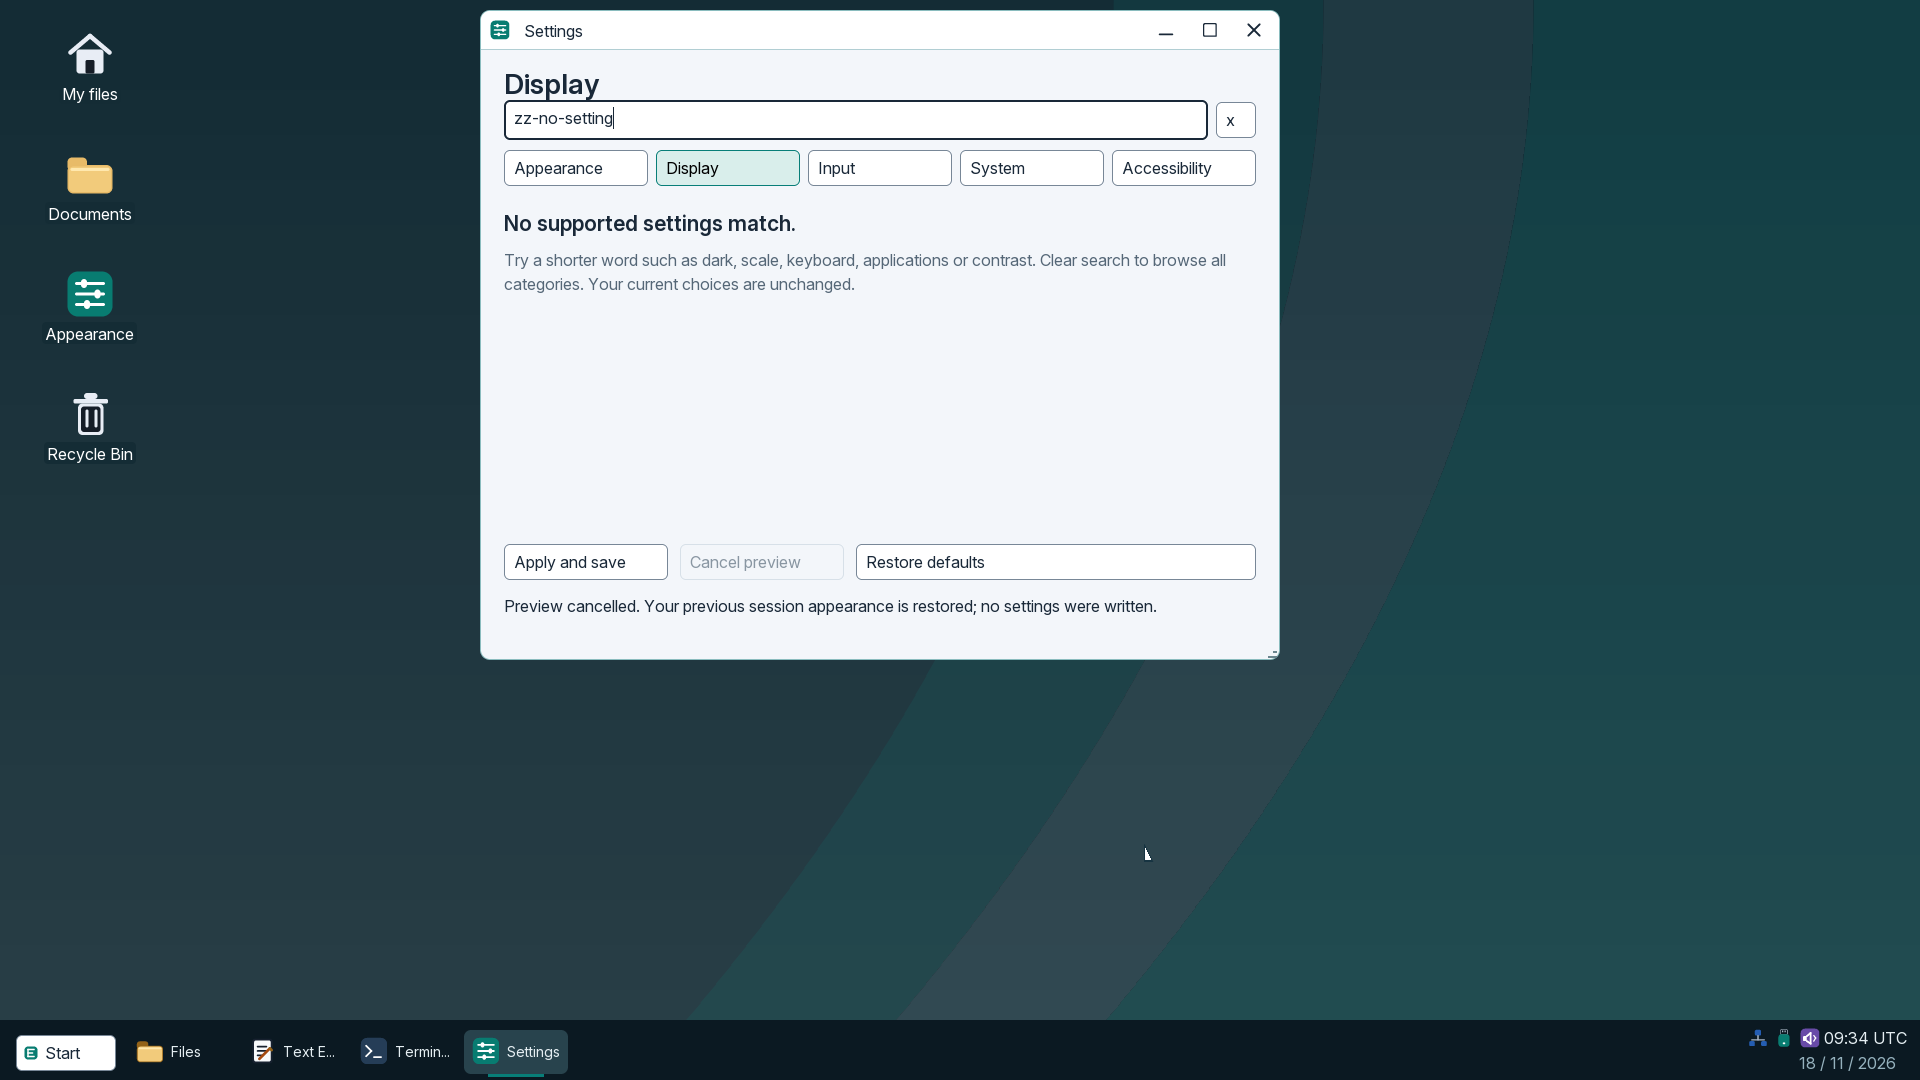 My files
Documents
Appearance
Recycle Bin
Settings
Display
zz-no-setting
x
Appearance
Display
Input
System
Accessibility
No supported settings match.
Try a shorter word such as dark, scale, keyboard, applications or contrast. Clear search to browse all
categories. Your current choices are unchanged.
Apply and save
Cancel preview
Restore defaults
Preview cancelled. Your previous session appearance is restored; no settings were written.
Start
Files
Text E...
Termin...
Settings
09:34 UTC
18 / 11 / 2026